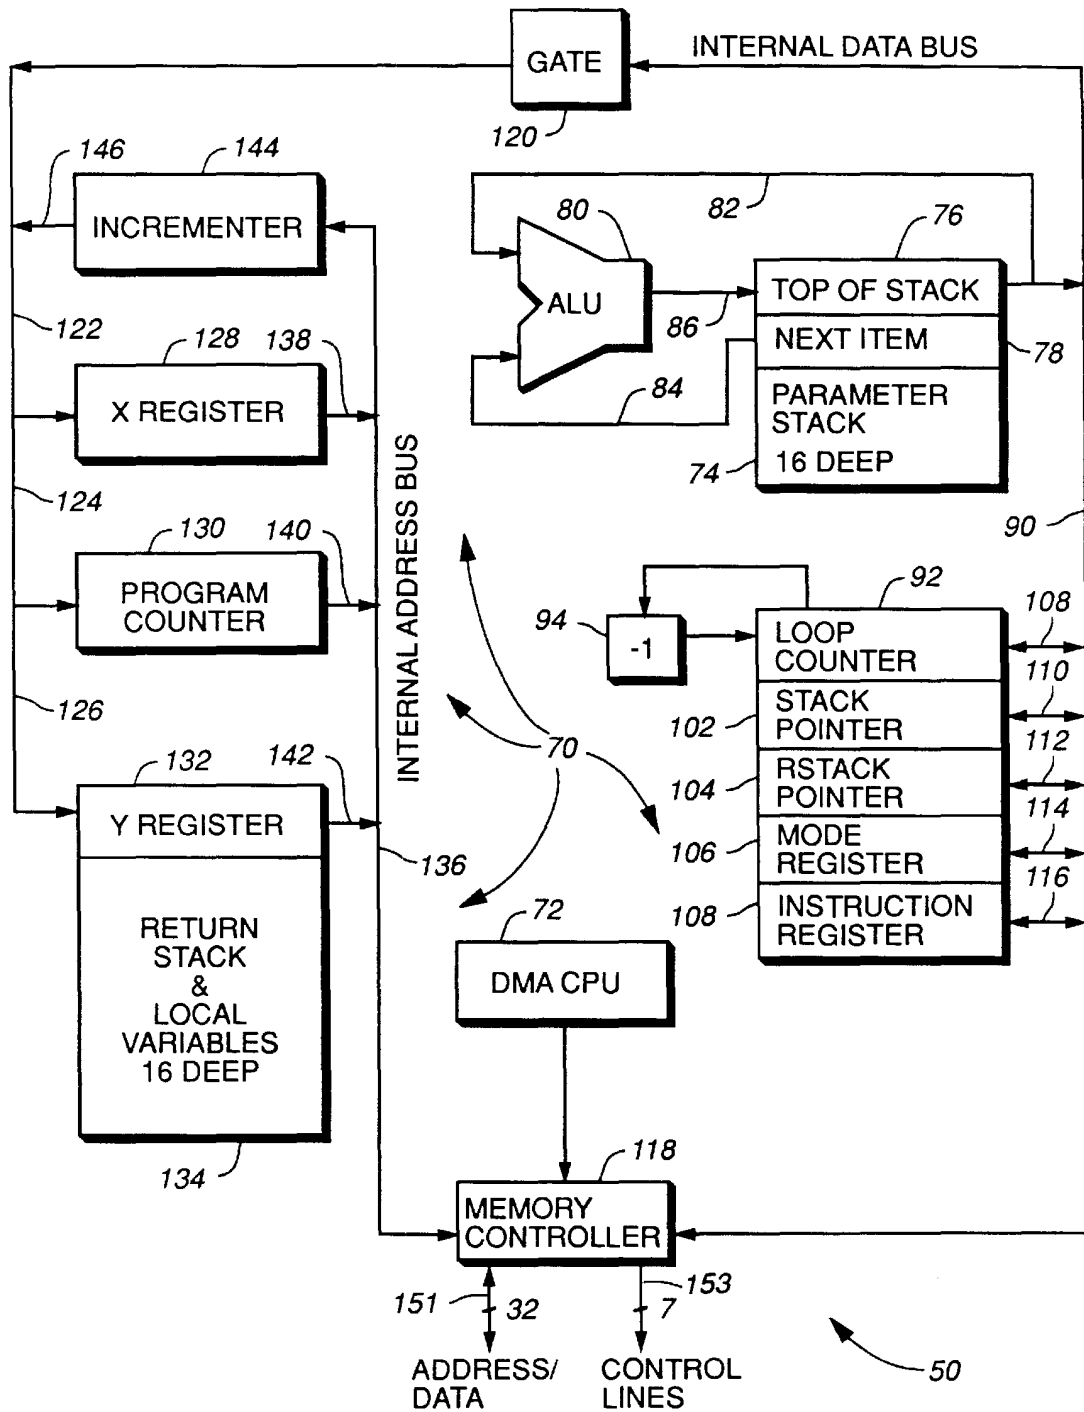 INTERNAL DATA BUS
GATE
120
146
144
INCREMENTER
82
80
76
ALU
TOP OF STACK
86
NEXT ITEM
78
122
128
138
X REGISTER
84
PARAMETER
STACK
16 DEEP
74
124
90
130
140
PROGRAM
COUNTER
INTERNAL ADDRESS BUS
92
94
-1
LOOP
COUNTER
108
126
102
STACK
POINTER
110
70
132
142
Y REGISTER
104
RSTACK
POINTER
112
136
106
MODE
REGISTER
114
108
INSTRUCTION
REGISTER
116
72
DMA CPU
RETURN
STACK
&
LOCAL
VARIABLES
16 DEEP
134
118
MEMORY
CONTROLLER
151
32
153
7
ADDRESS/
DATA
CONTROL
LINES
50